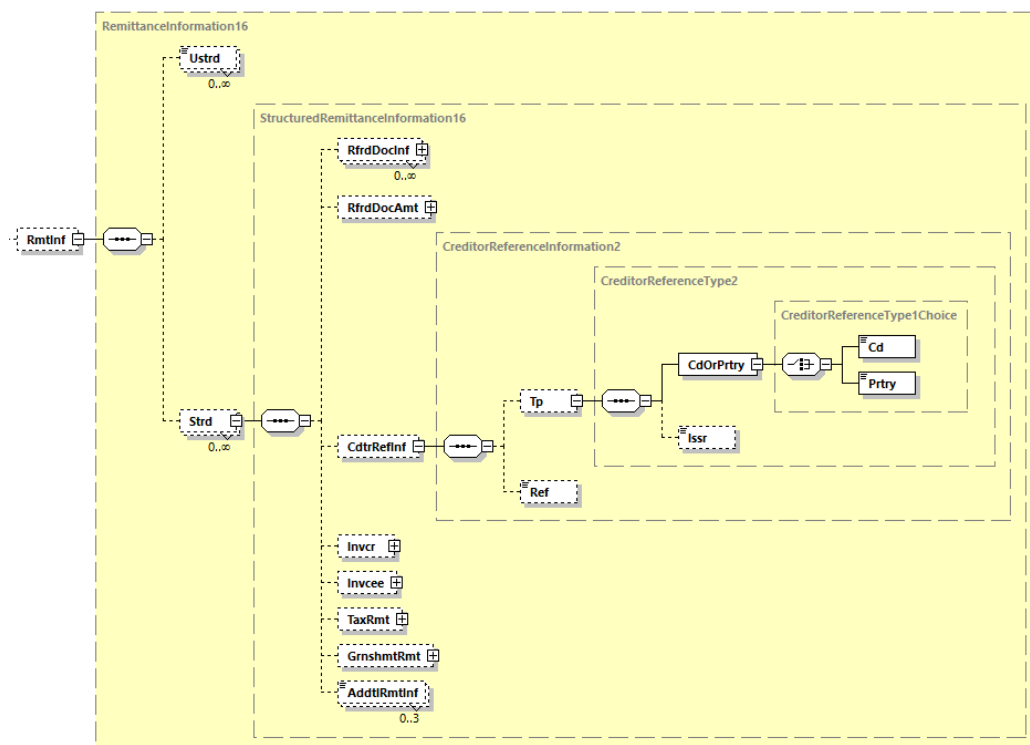 RemittanceInformation16
Ustrd
0..∞
StructuredRemittanceInformation16
RfrdDocInf
0..∞
RfrdDocAmt
RmtInf
CreditorReferenceInformation2
CreditorReferenceType2
CreditorReferenceType1Choice
Cd
CdOrPrtry
Prtry
Tp
Strd
0..∞
CdtrRefInf
Issr
Ref
Invcr
Invcee
TaxRmt
GrnshmtRmt
AddtlRmtInf
0..3